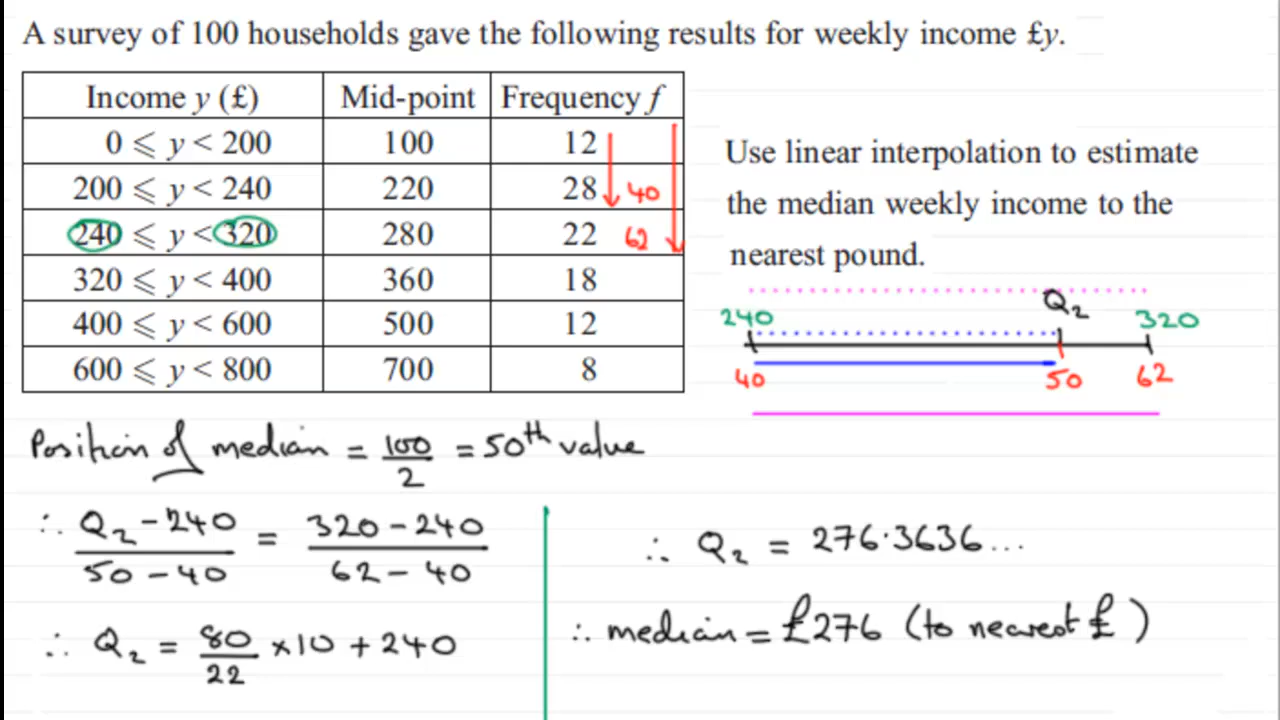 A survey of 100 households gave the following results for weekly income £y.
Income y (£) Mid-point Frequency f
0 ⩽ y < 200 100 12
200 ⩽ y < 240 220 28 40
240 ⩽ y < 320 280 22 62
320 ⩽ y < 400 360 18
400 ⩽ y < 600 500 12
600 ⩽ y < 800 700 8
Use linear interpolation to estimate
the median weekly income to the
nearest pound.
240 Q₂ 320
40 50 62
Position of median = 100/2 = 50th value
∴ (Q₂ - 240)/(50 - 40) = (320 - 240)/(62 - 40)
∴ Q₂ = 80/22 × 10 + 240
∴ Q₂ = 276.3636...
∴ median = £276 (to nearest £)